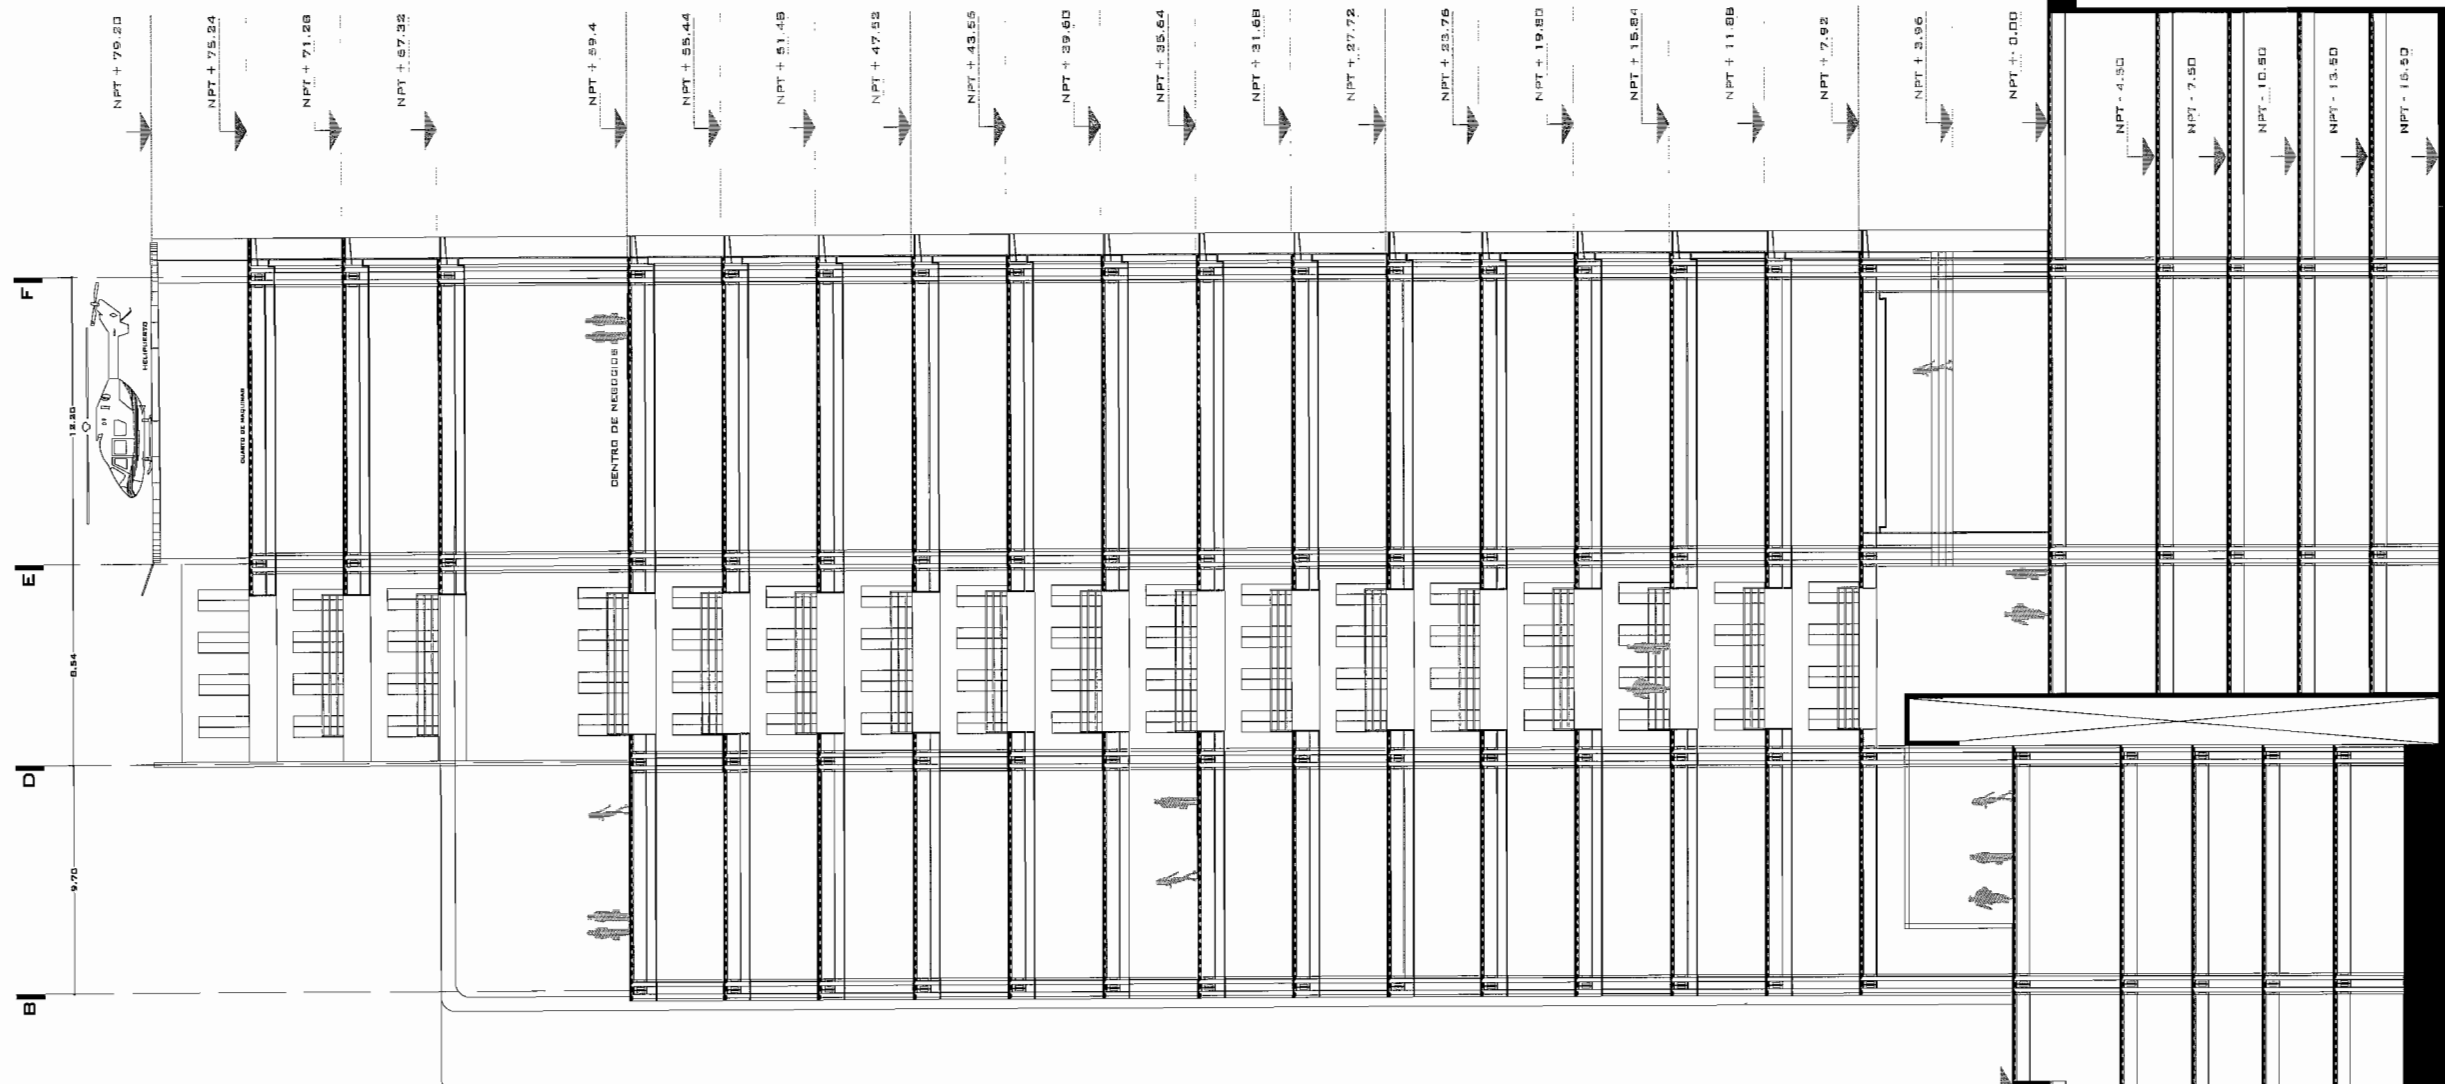 NPT + 79.20
NPT + 75.24
NPT + 71.28
NPT + 67.32
NPT + 59.4
NPT + 55.44
NPT + 51.48
NPT + 47.52
NPT + 43.56
NPT + 39.60
NPT + 35.64
NPT + 31.68
NPT + 27.72
NPT + 23.76
NPT + 19.80
NPT + 15.84
NPT + 11.88
NPT + 7.92
NPT + 3.96
NPT + 0.00
NPT - 4.50
NPT - 7.50
NPT - 10.50
NPT - 13.50
NPT - 16.50
HELIPUERTO
CUARTO DE MAQUINAS
CENTRO DE NEGOCIOS
F
E
D
B
12.20
8.54
9.70